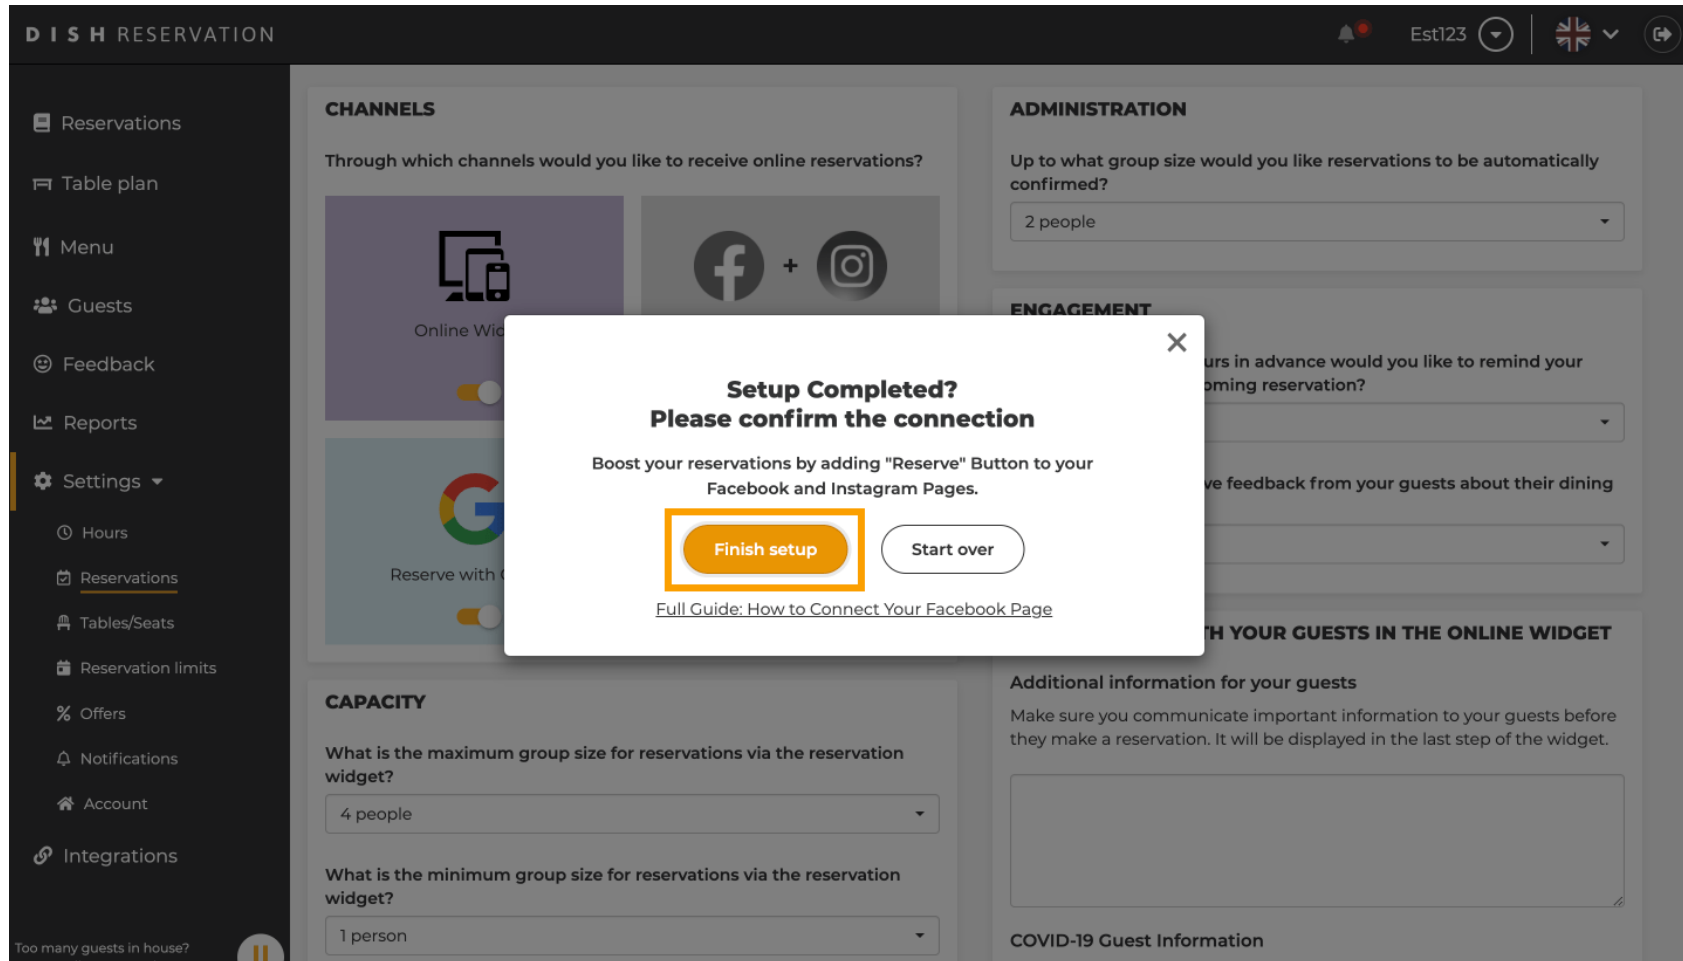 DISH RESERVATION
Est123
Reservations
Table plan
Menu
Guests
Feedback
Reports
Settings
Hours
Reservations
Tables/Seats
Reservation limits
Offers
Notifications
Account
Integrations
Too many guests in house?
CHANNELS
Through which channels would you like to receive online reservations?
+
Online Wid
Reserve with
CAPACITY
What is the maximum group size for reservations via the reservation
widget?
4 people
What is the minimum group size for reservations via the reservation
widget?
1 person
ADMINISTRATION
Up to what group size would you like reservations to be automatically
confirmed?
2 people
ENGAGEMENT
urs in advance would you like to remind your
oming reservation?
ve feedback from your guests about their dining
H YOUR GUESTS IN THE ONLINE WIDGET
Additional information for your guests
Make sure you communicate important information to your guests before
they make a reservation. It will be displayed in the last step of the widget.
COVID-19 Guest Information
Setup Completed?
Please confirm the connection
Boost your reservations by adding "Reserve" Button to your
Facebook and Instagram Pages.
Finish setup
Start over
Full Guide: How to Connect Your Facebook Page